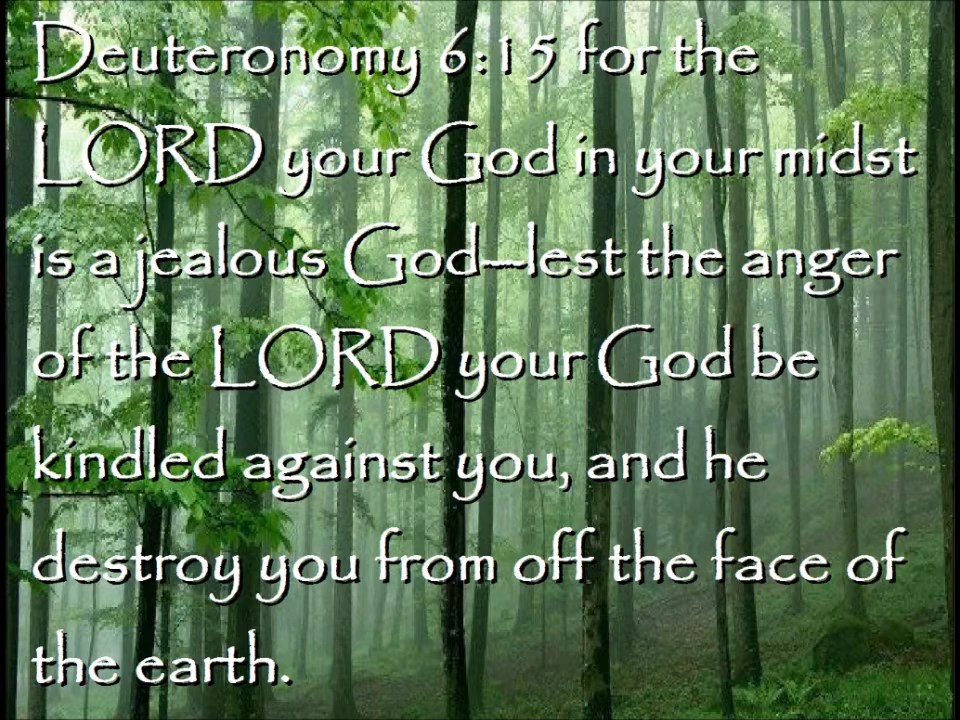 Deuteronomy 6:15 for the
LORD your God in your midst
is a jealous God—lest the anger
of the LORD your God be
kindled against you, and he
destroy you from off the face of
the earth.